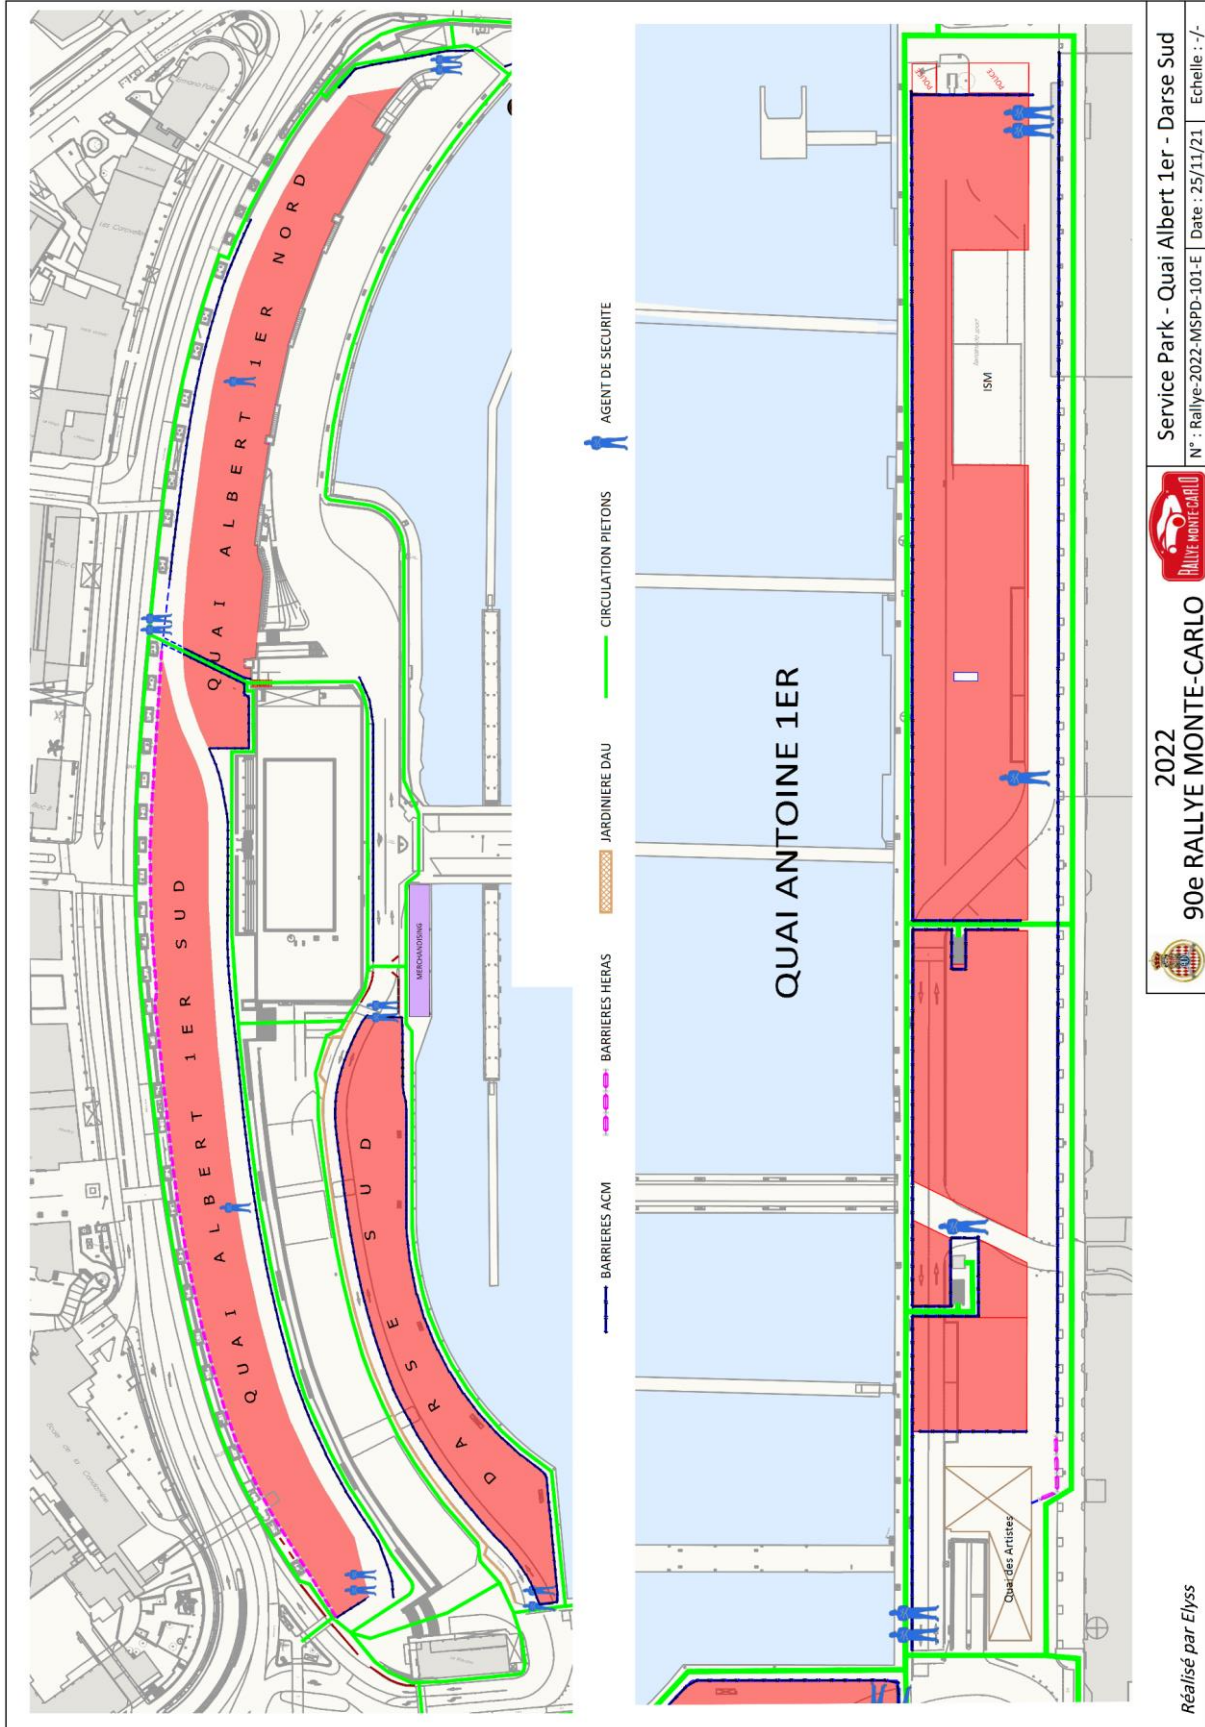 QUAI ALBERT 1ER NORD
QUAI ALBERT 1ER SUD
DARSE SUD
MERCHANDISING
BARRIERES ACM
BARRIERES HERAS
JARDINIERE DAU
CIRCULATION PIETONS
AGENT DE SECURITE
QUAI ANTOINE 1ER
POLICE
POLICE
ISM
Quai des Artistes
Réalisé par Elyss
2022
90e RALLYE MONTE-CARLO
RALLYE MONTE-CARLO
Service Park - Quai Albert 1er - Darse Sud
N° : Rallye-2022-MSPD-101-E
Date : 25/11/21
Echelle : -/-